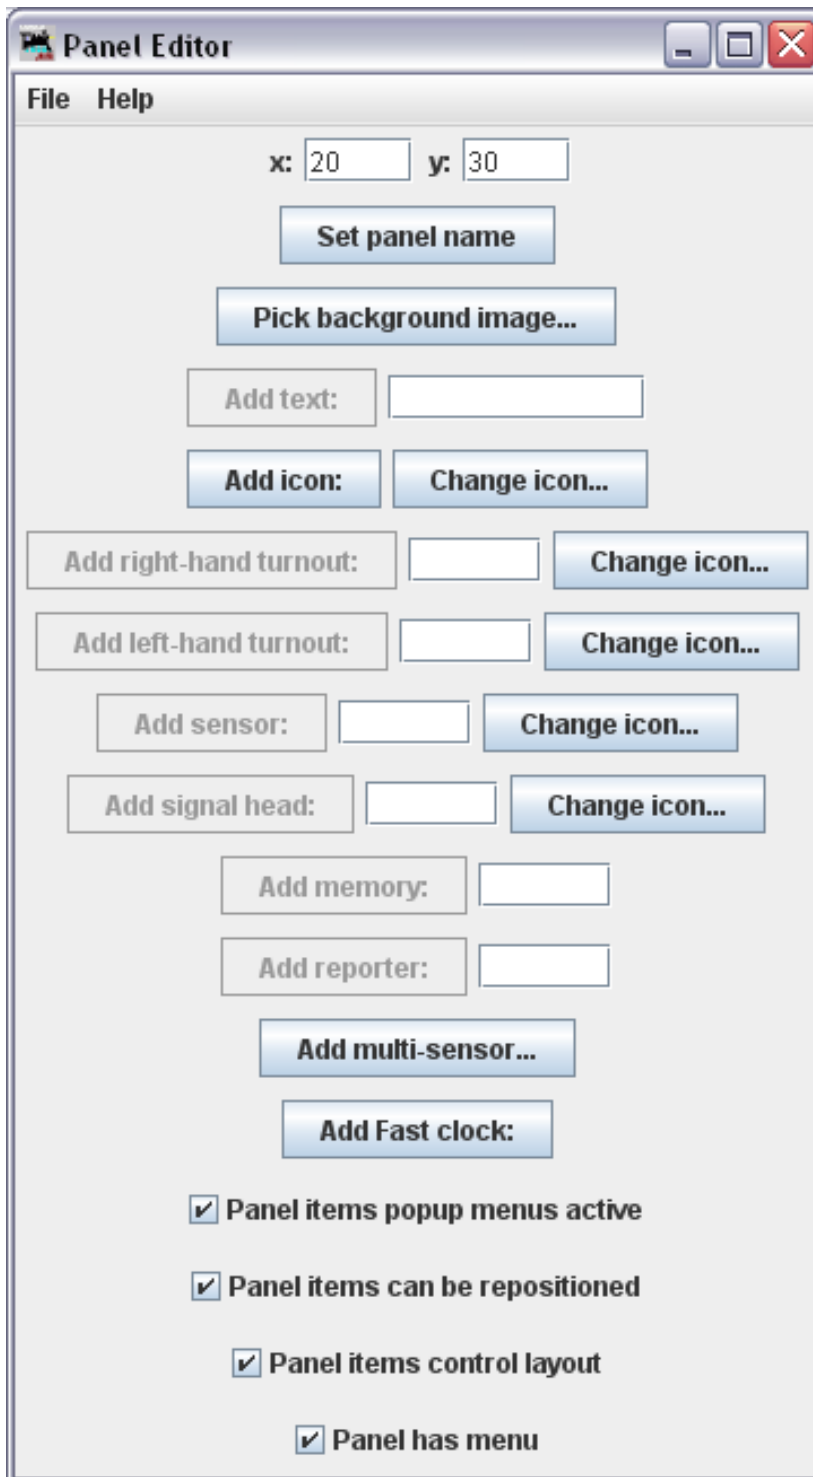 Panel Editor
File Help
x: 20 y: 30
Set panel name
Pick background image...
Add text:
Add icon: Change icon...
Add right-hand turnout: Change icon...
Add left-hand turnout: Change icon...
Add sensor: Change icon...
Add signal head: Change icon...
Add memory:
Add reporter:
Add multi-sensor...
Add Fast clock:
Panel items popup menus active
Panel items can be repositioned
Panel items control layout
Panel has menu